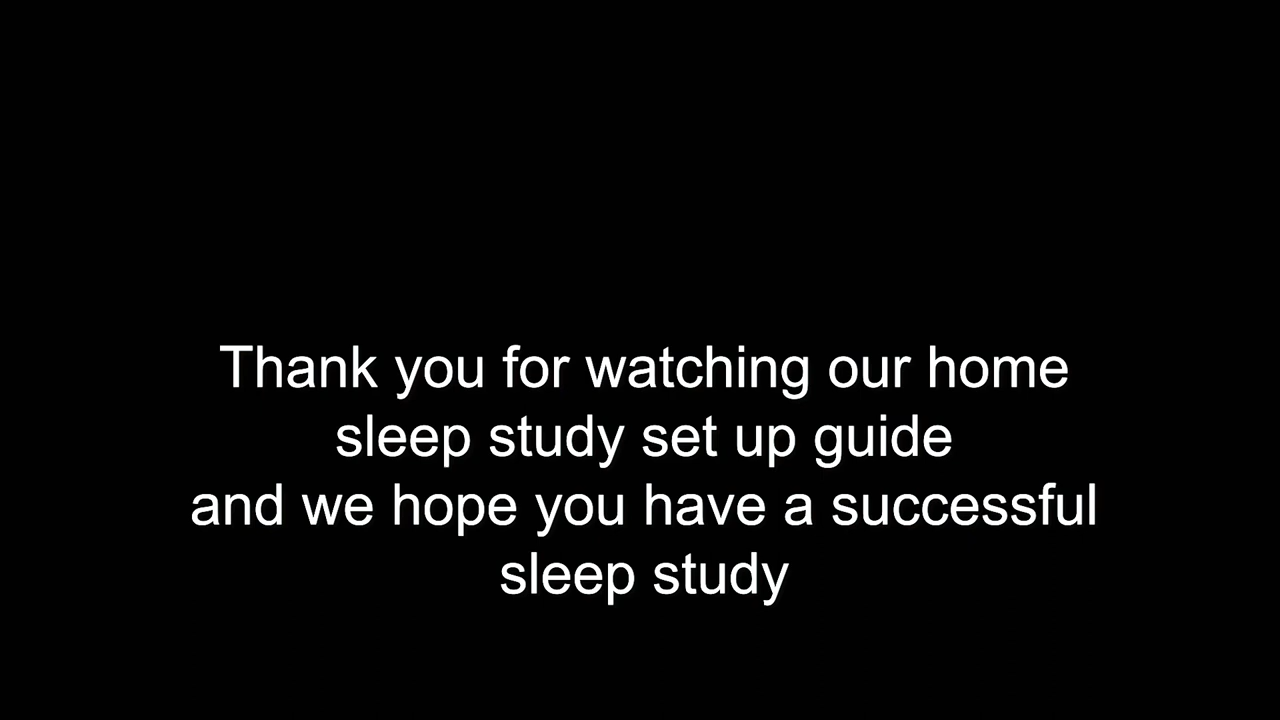 Thank you for watching our home
sleep study set up guide
and we hope you have a successful
sleep study